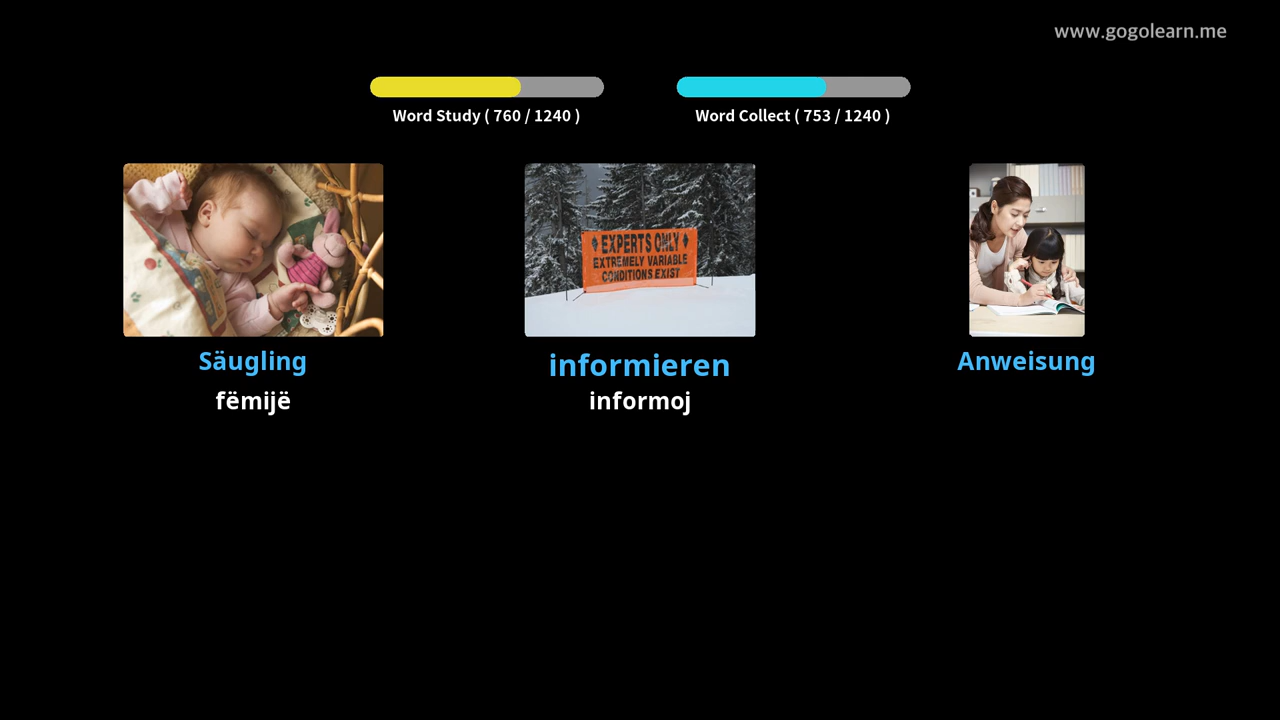 www.gogolearn.me
Word Study ( 760 / 1240 )
Word Collect ( 753 / 1240 )
EXPERTS ONLY
EXTREMELY VARIABLE
CONDITIONS EXIST
Säugling
informieren
Anweisung
fëmijë
informoj